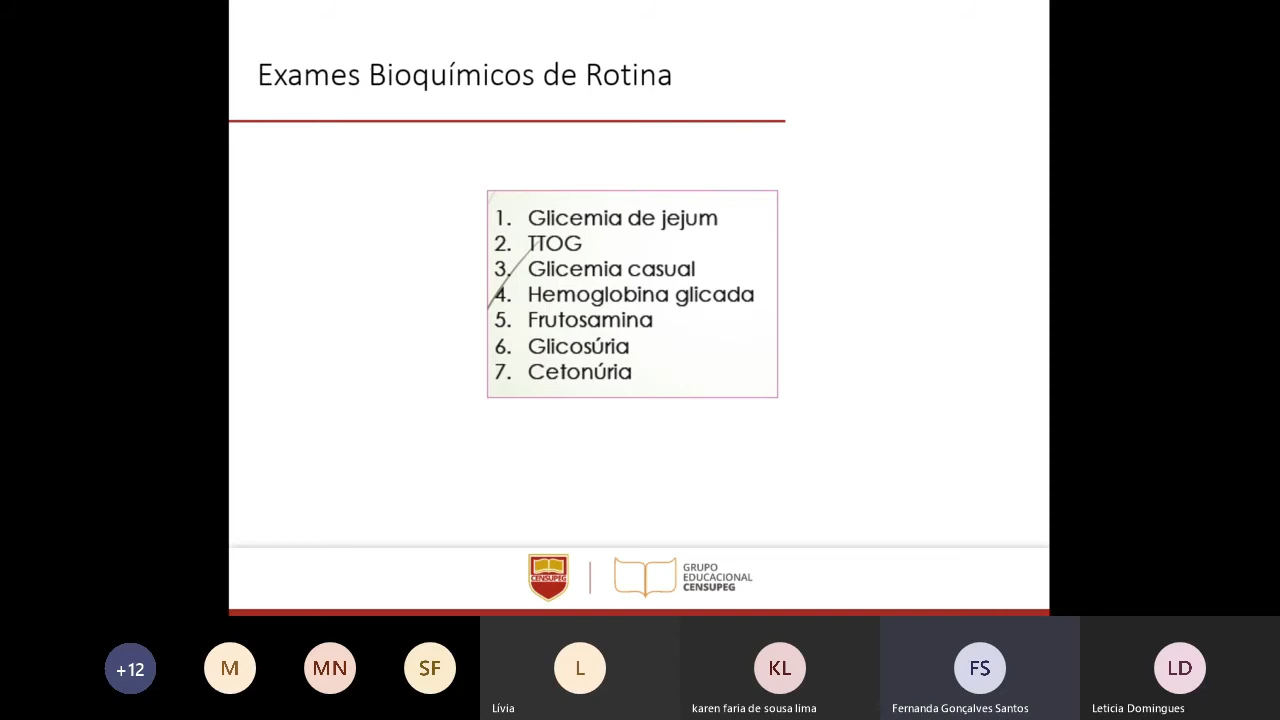 Exames Bioquímicos de Rotina
1. Glicemia de jejum
2. TTOG
3. Glicemia casual
4. Hemoglobina glicada
5. Frutosamina
6. Glicosúria
7. Cetonúria
CENSUPEG
GRUPO
EDUCACIONAL
CENSUPEG
+12
M
MN
SF
L
KL
FS
LD
Lívia
karen faria de sousa lima
Fernanda Gonçalves Santos
Leticia Domingues